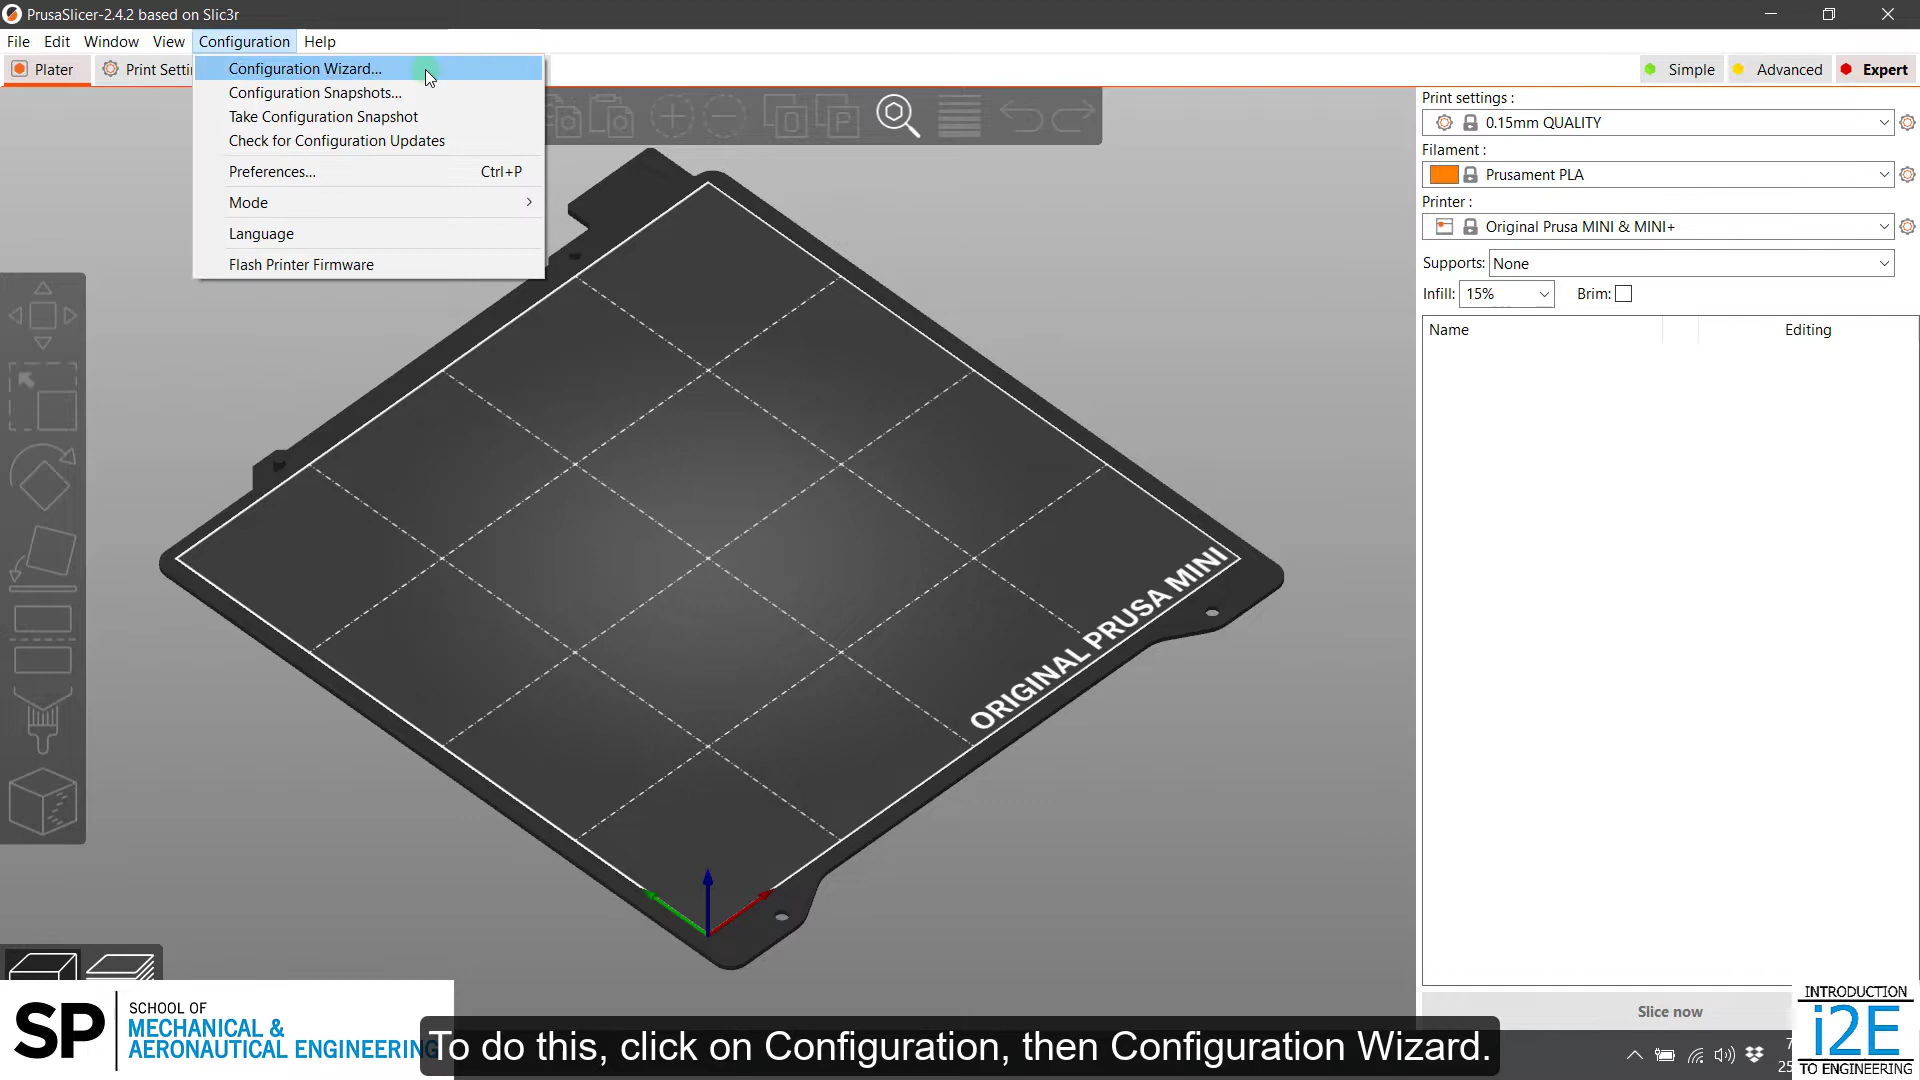 PrusaSlicer-2.4.2 based on Slic3r
File Edit Window View Configuration Help
Plater Print Setti Simple Advanced Expert
Configuration Wizard...
Configuration Snapshots...
Take Configuration Snapshot
Check for Configuration Updates
Preferences... Ctrl+P
Mode
Language
Flash Printer Firmware
Print settings :
0.15mm QUALITY
Filament :
Prusament PLA
Printer :
Original Prusa MINI & MINI+
Supports: None
Infill: 15% Brim:
Name Editing
ORIGINAL PRUSA MINI
Slice now
SP
SCHOOL OF
MECHANICAL &
AERONAUTICAL ENGINEERING
To do this, click on Configuration, then Configuration Wizard.
INTRODUCTION
i2E
TO ENGINEERING